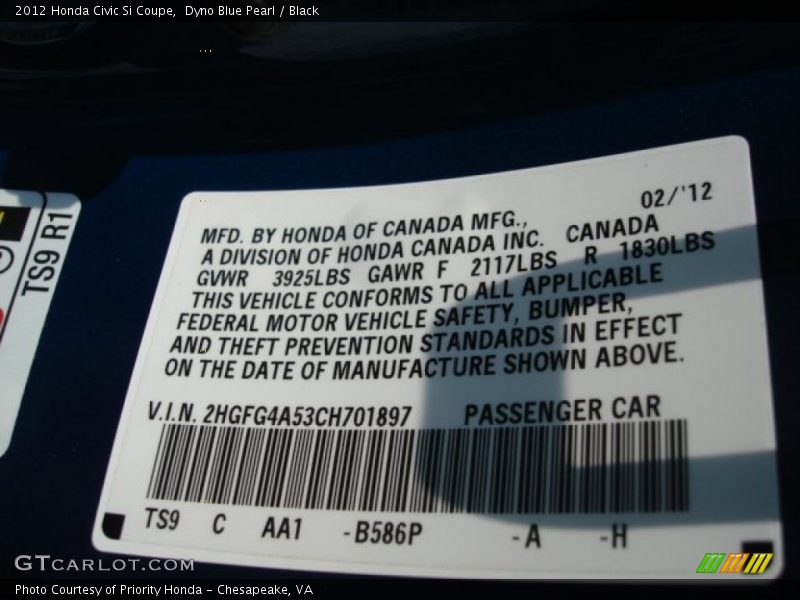 2012 Honda Civic Si Coupe,  Dyno Blue Pearl / Black
TS9 R1
02/'12
MFD. BY HONDA OF CANADA MFG.,
A DIVISION OF HONDA CANADA INC. CANADA
GVWR 3925LBS GAWR F 2117LBS R 1830LBS
THIS VEHICLE CONFORMS TO ALL APPLICABLE
FEDERAL MOTOR VEHICLE SAFETY, BUMPER,
AND THEFT PREVENTION STANDARDS IN EFFECT
ON THE DATE OF MANUFACTURE SHOWN ABOVE.
V.I.N. 2HGFG4A53CH701897 PASSENGER CAR
TS9 C AA1 -B586P -A -H
GTCARLOT.COM
Photo Courtesy of Priority Honda - Chesapeake, VA